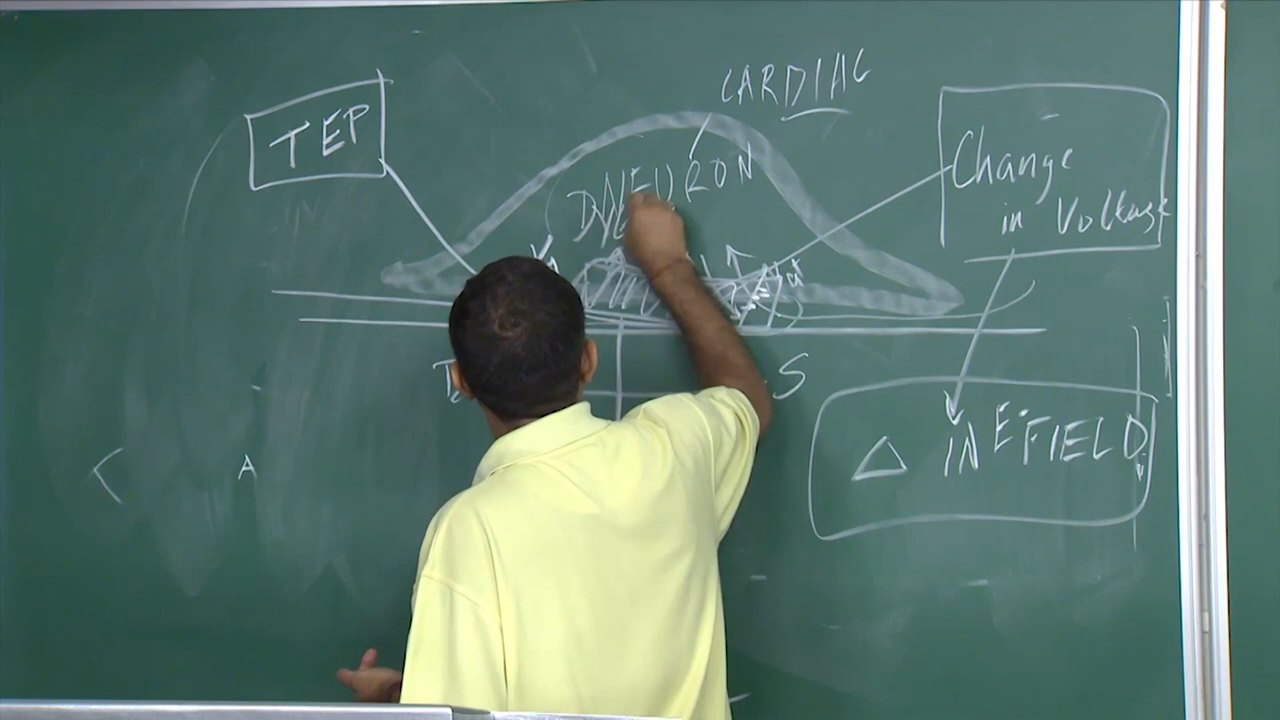 CARDIAC
TEP
NEURON
Change
in Voltage
S
Δ IN E-FIELD
A